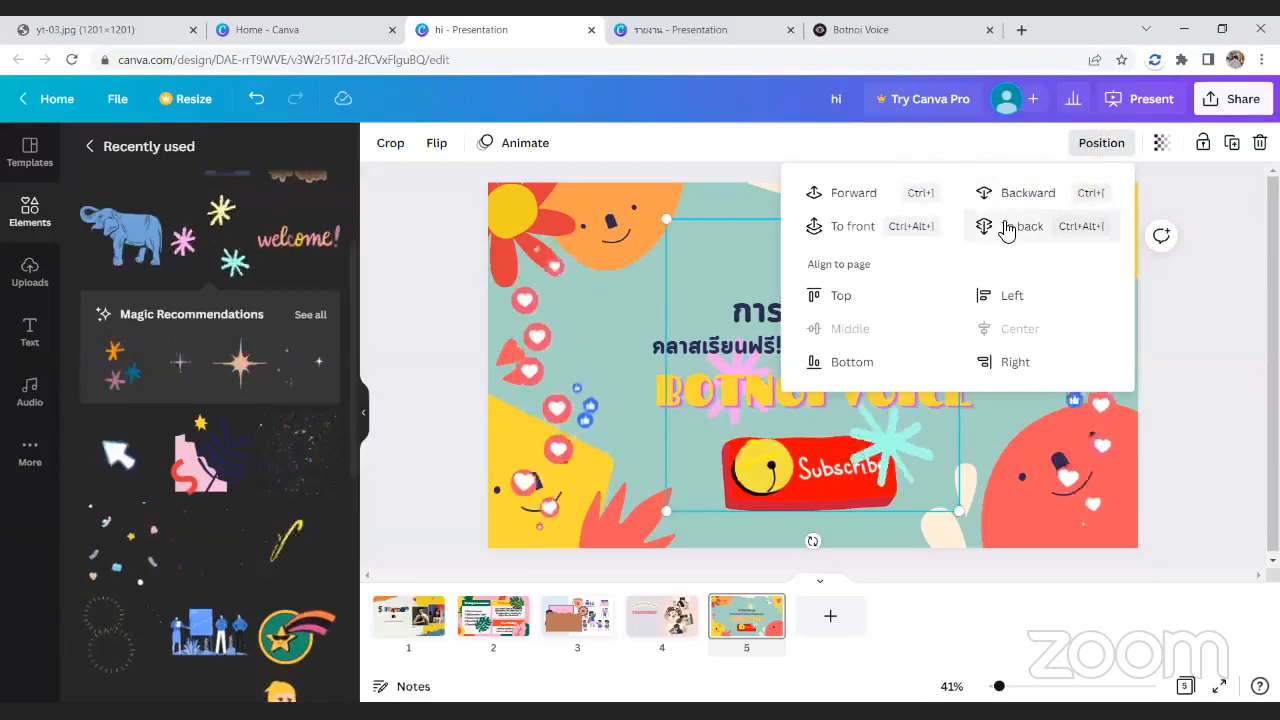 yt-03.jpg (1201×1201)
Home - Canva
hi - Presentation
รายงาน - Presentation
Botnoi Voice
canva.com/design/DAE-rrT9WVE/v3W2r51I7d-2fCVxFlguBQ/edit
Home
File
Resize
hi
Try Canva Pro
Present
Share
Templates
Elements
Uploads
Text
Audio
More
Recently used
welcome!
Magic Recommendations
See all
Crop
Flip
Animate
Position
Forward Ctrl+]
Backward Ctrl+[
To front Ctrl+Alt+]
back Ctrl+Alt+[
Align to page
Top
Left
Middle
Center
Bottom
Right
การ
คลาสเรียนฟรี!
BOTNOI VOICE
Subscribe
1
2
3
4
5
Notes
41%
5
zoom